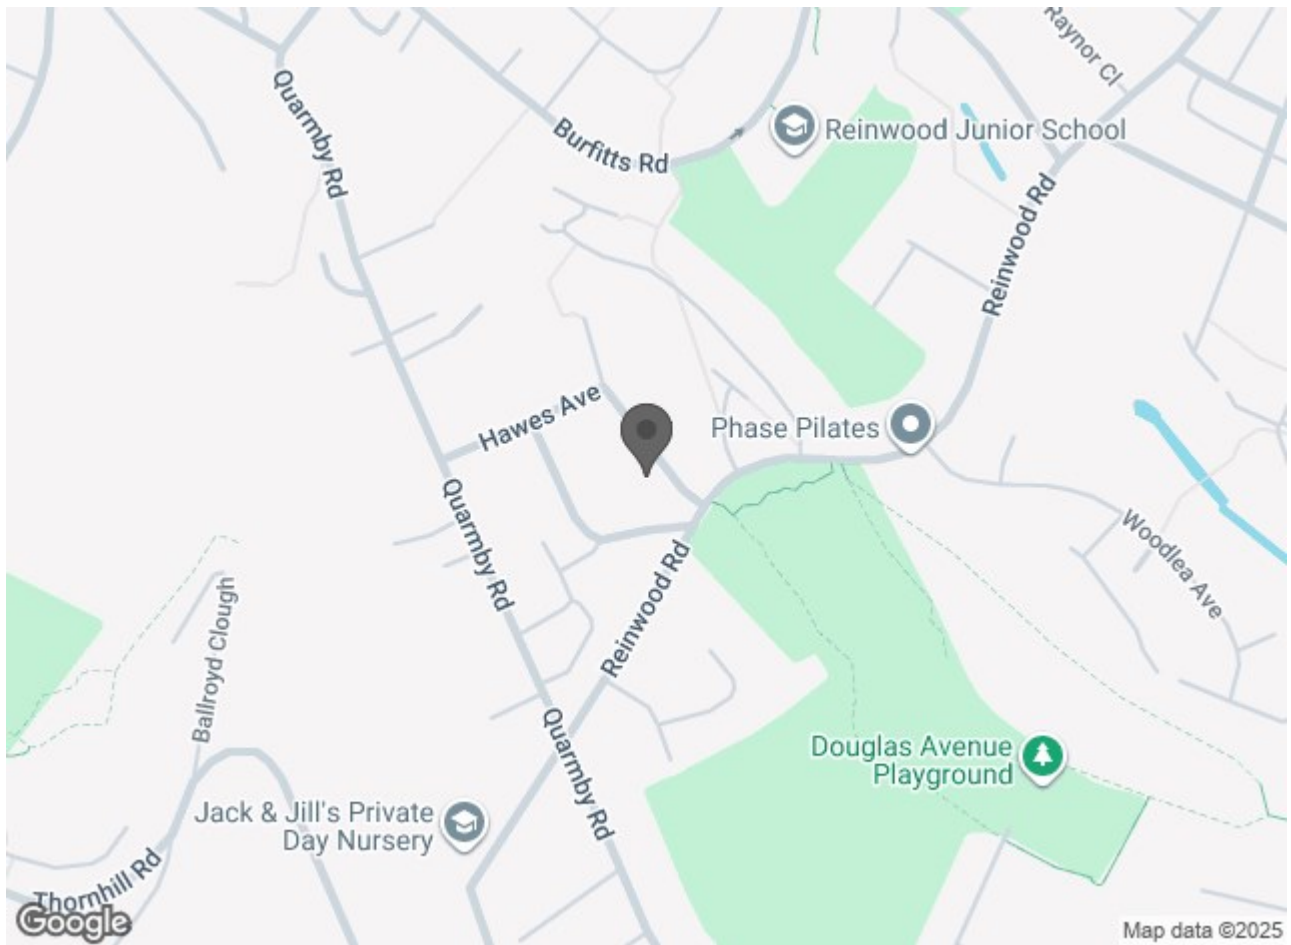 Raynor Cl
Quarmby Rd
Burfitts Rd
Reinwood Junior School
Reinwood Rd
Hawes Ave
Phase Pilates
Quarmby Rd
Woodlea Ave
Reinwood Rd
Ballroyd Clough
Quarmby Rd
Douglas Avenue
Playground
Jack & Jill's Private
Day Nursery
Thornhill Rd
Google
Map data ©2025